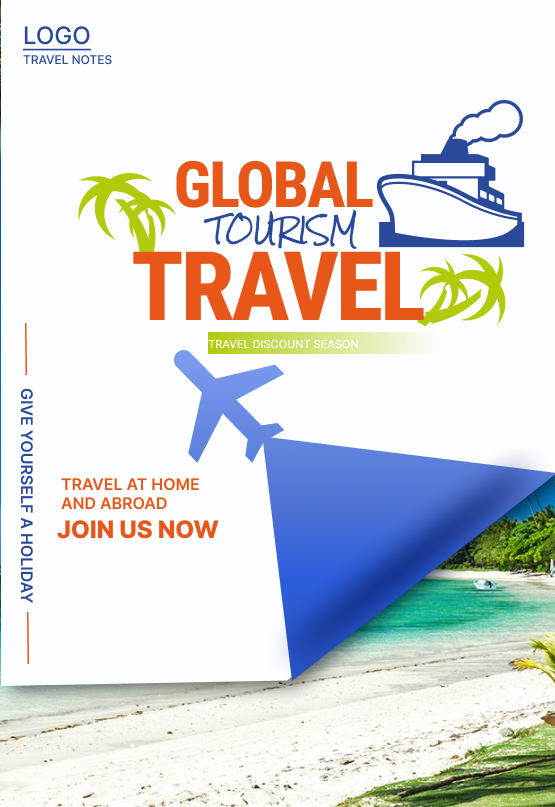 LOGO
TRAVEL NOTES
GLOBAL
TOURISM
TRAVEL
TRAVEL DISCOUNT SEASON
GIVE YOURSELF A HOLIDAY
TRAVEL AT HOME
AND ABROAD
JOIN US NOW